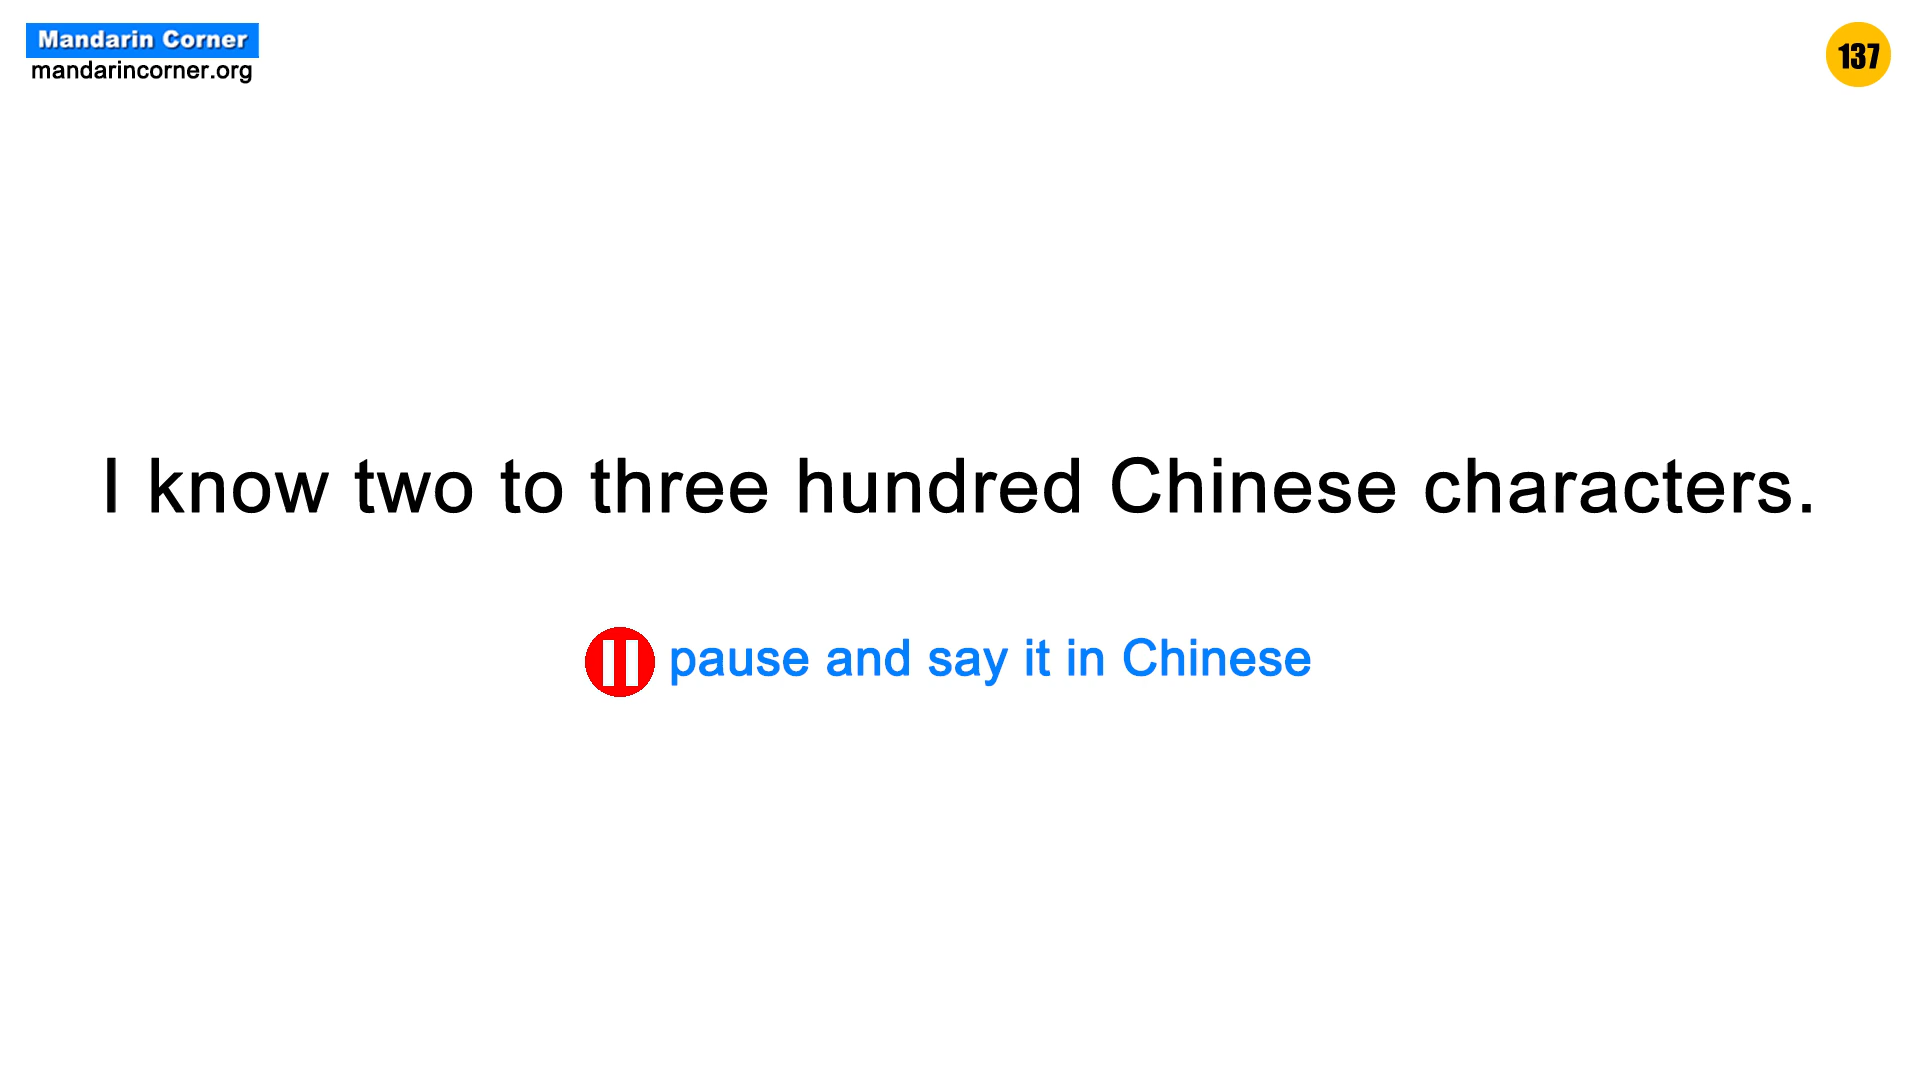 Mandarin Corner
mandarincorner.org
137
I know two to three hundred Chinese characters.
pause and say it in Chinese